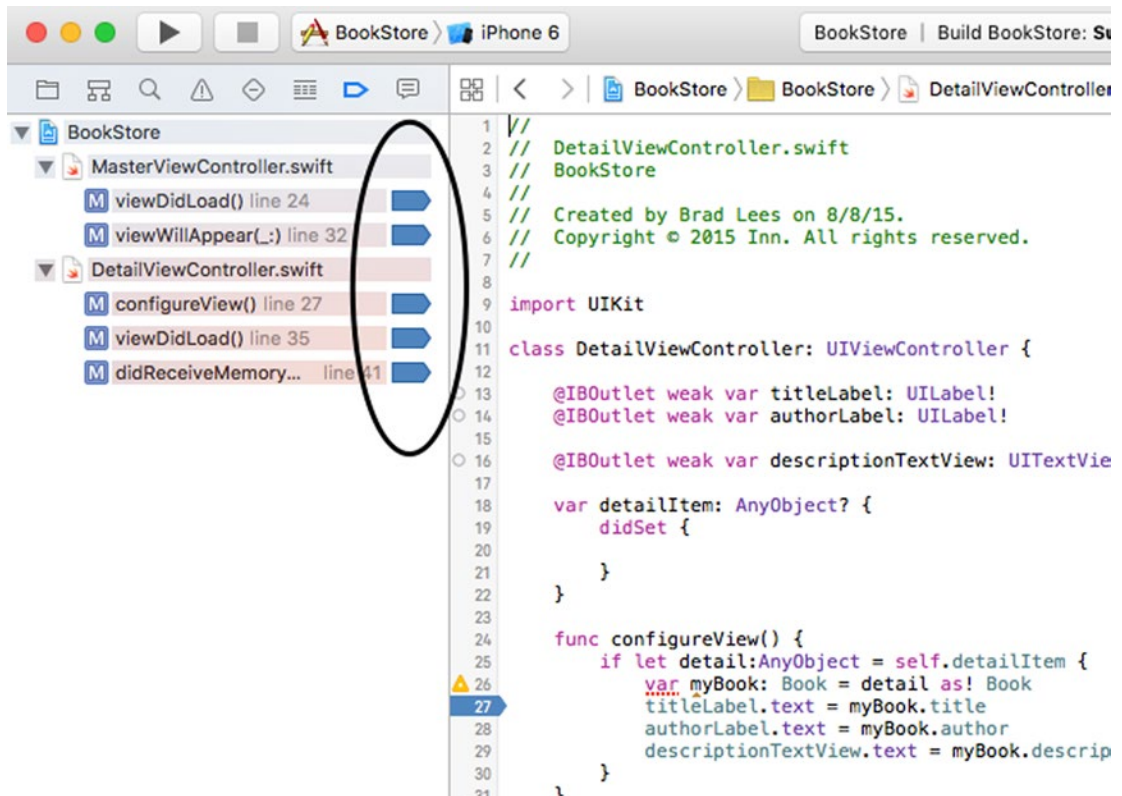 BookStore
iPhone 6
BookStore | Build BookStore: Su
BookStore
MasterViewController.swift
M viewDidLoad() line 24
M viewWillAppear(_:) line 32
DetailViewController.swift
M configureView() line 27
M viewDidLoad() line 35
M didReceiveMemory... line 41
BookStore BookStore DetailViewController
1 //
2 // DetailViewController.swift
3 // BookStore
4 //
5 // Created by Brad Lees on 8/8/15.
6 // Copyright © 2015 Inn. All rights reserved.
7 //
8
9 import UIKit
10
11 class DetailViewController: UIViewController {
12
13 @IBOutlet weak var titleLabel: UILabel!
14 @IBOutlet weak var authorLabel: UILabel!
15
16 @IBOutlet weak var descriptionTextView: UITextVie
17
18 var detailItem: AnyObject? {
19 didSet {
20
21 }
22 }
23
24 func configureView() {
25 if let detail:AnyObject = self.detailItem {
26 var myBook: Book = detail as! Book
27 titleLabel.text = myBook.title
28 authorLabel.text = myBook.author
29 descriptionTextView.text = myBook.descrip
30 }
31 }